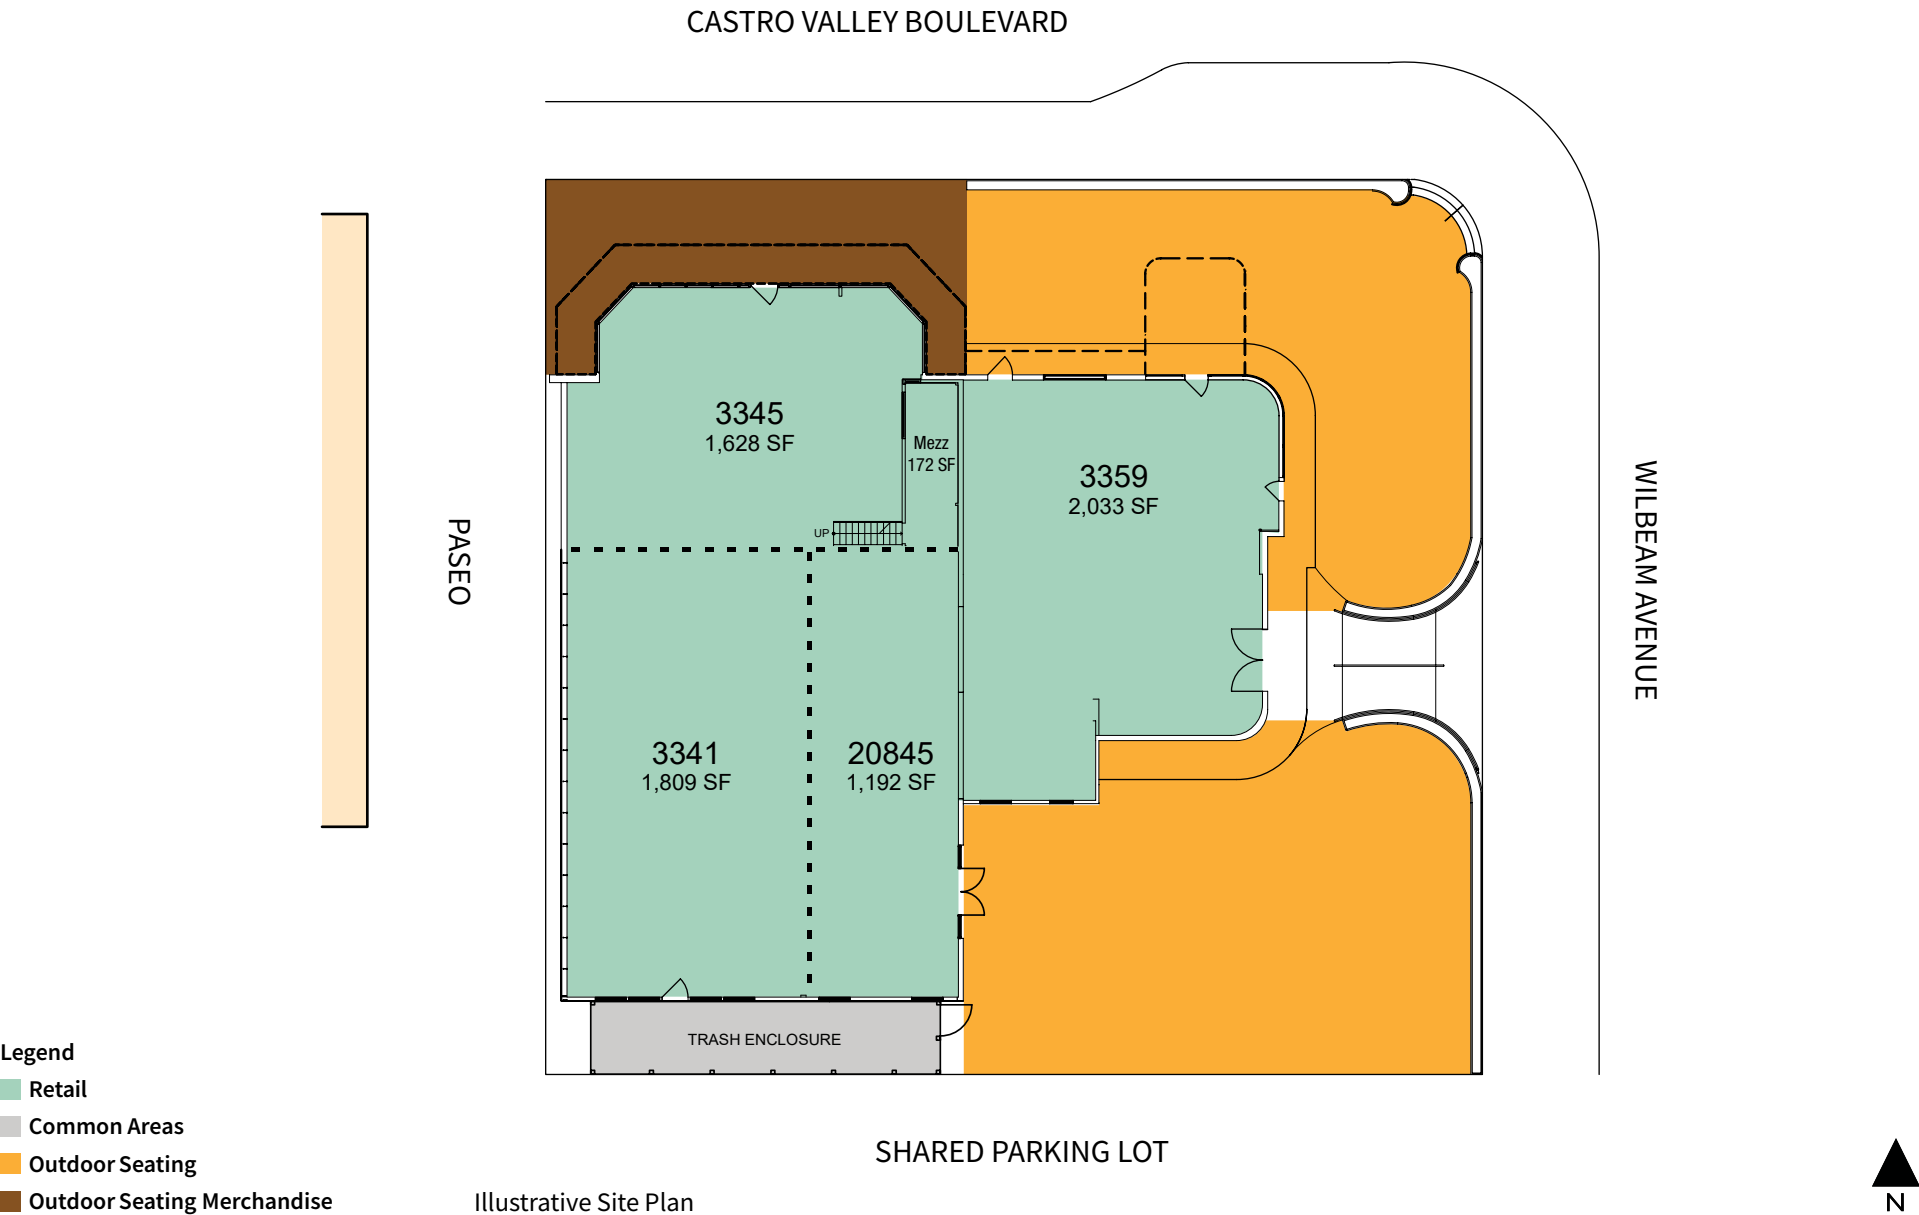 CASTRO VALLEY BOULEVARD
3345
1,628 SF
Mezz
172 SF
3359
2,033 SF
UP
PASEO
WILBEAM AVENUE
3341
1,809 SF
20845
1,192 SF
TRASH ENCLOSURE
Legend
Retail
Common Areas
Outdoor Seating
Outdoor Seating Merchandise
SHARED PARKING LOT
Illustrative Site Plan
N